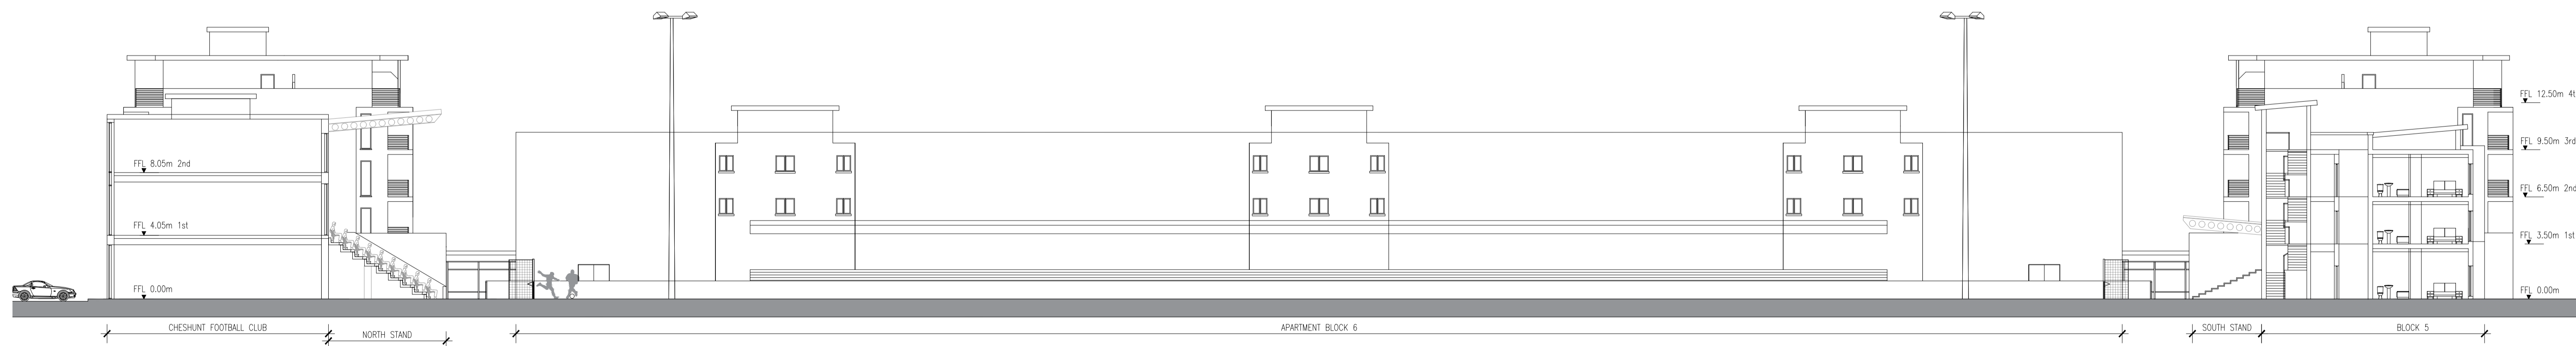 FFL 8.05m 2nd
FFL 4.05m 1st
FFL 0.00m
FFL 12.50m 4t
FFL 9.50m 3rd
FFL 6.50m 2nd
FFL 3.50m 1st
FFL 0.00m
CHESHUNT FOOTBALL CLUB
NORTH STAND
APARTMENT BLOCK 6
SOUTH STAND
BLOCK 5